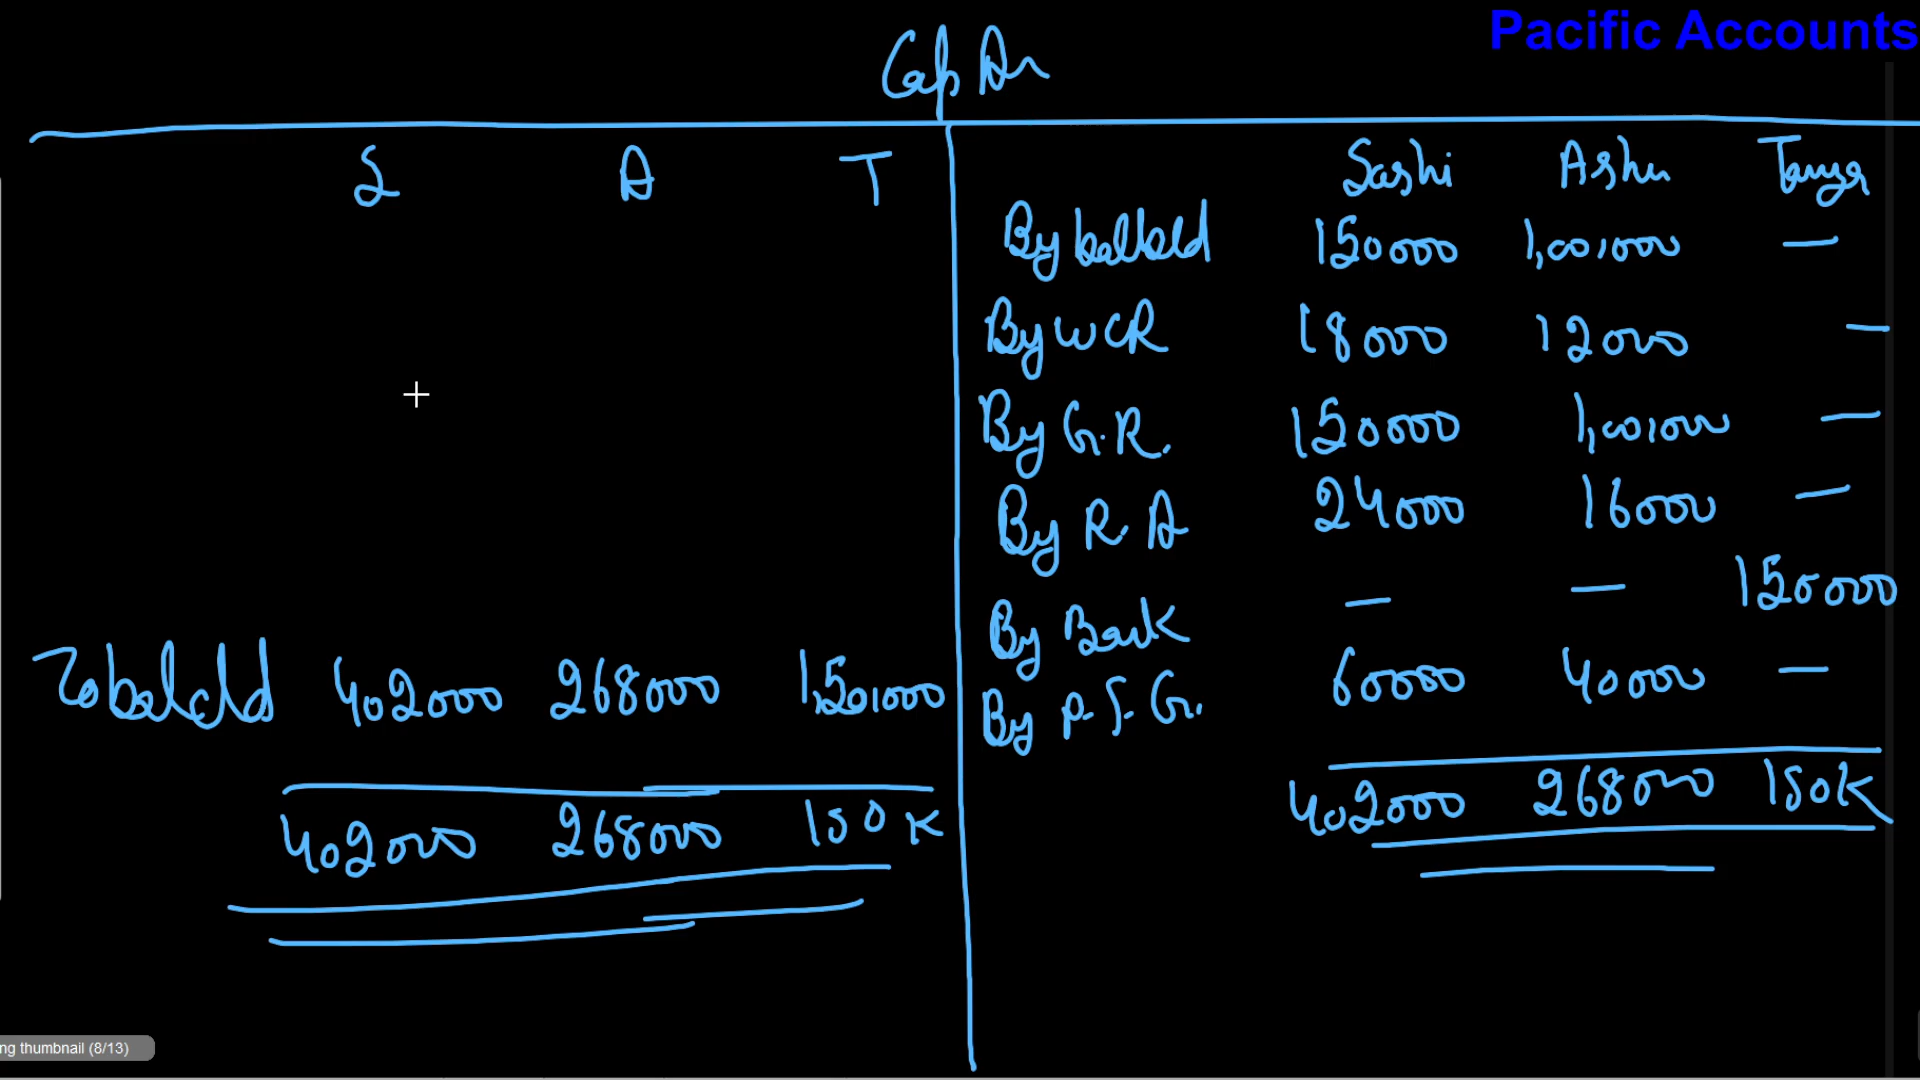 Pacific Accounts
Cap A/c
S A T Sashi Ashu Tanya
By bal b/d 150000 1,00,000 —
By WCR 18000 12000 —
By G.R. 150000 1,00,000 —
By R. A 24000 16000 —
By Bank — — 150000
To bal c/d 402000 268000 1,50,000
By P. F. G. 60000 40000 —
402000 268000 150K
402000 268000 150K
ng thumbnail (8/13)